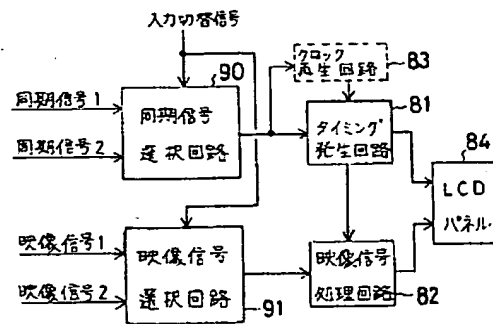 入力切替信号
90
同期信号1
同期信号2
同期信号
選択回路
クロック
再生回路
83
81
タイミング
発生回路
84
LCD
パネル
映像信号1
映像信号2
映像信号
選択回路
91
映像信号
処理回路
82